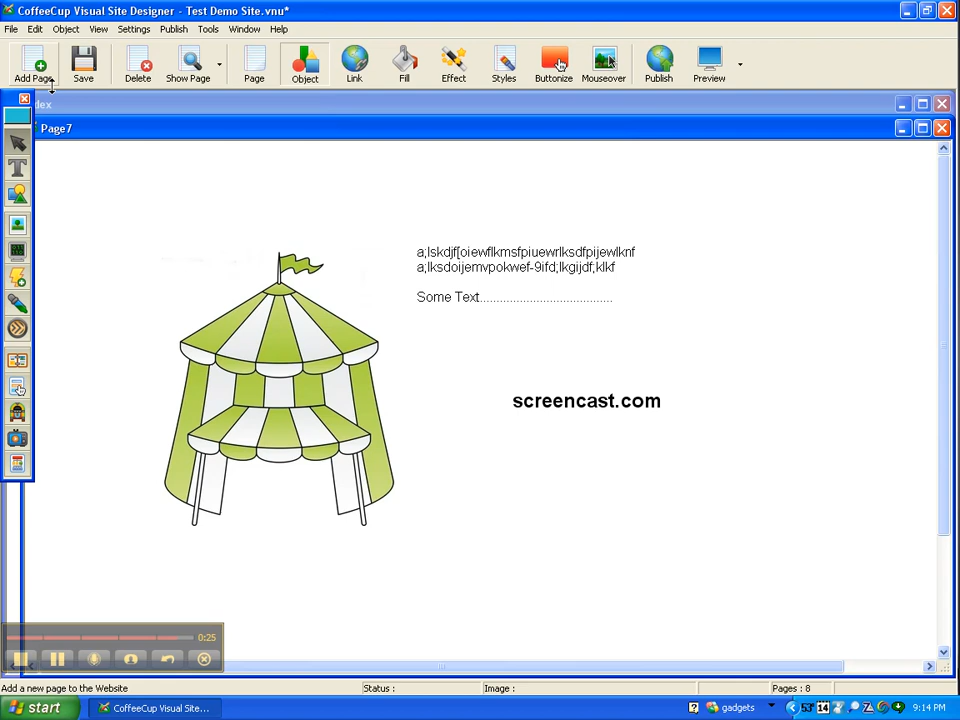 CoffeeCup Visual Site Designer - Test Demo Site.vnu*
File Edit Object View Settings Publish Tools Window Help
Add Page Save Delete Show Page Page Object Link Fill Effect Styles Buttonize Mouseover Publish Preview
dex
Page7
a;lskdjf[oiewflkmsfpiuewrlksdfpijewlknf
a;lksdoijemvpokwef-9ifd;lkgijdf;klkf
Some Text........................................
screencast.com
0:25
Add a new page to the Website Status : Image : Pages : 8
start CoffeeCup Visual Site... ? gadgets 53° 14 9:14 PM